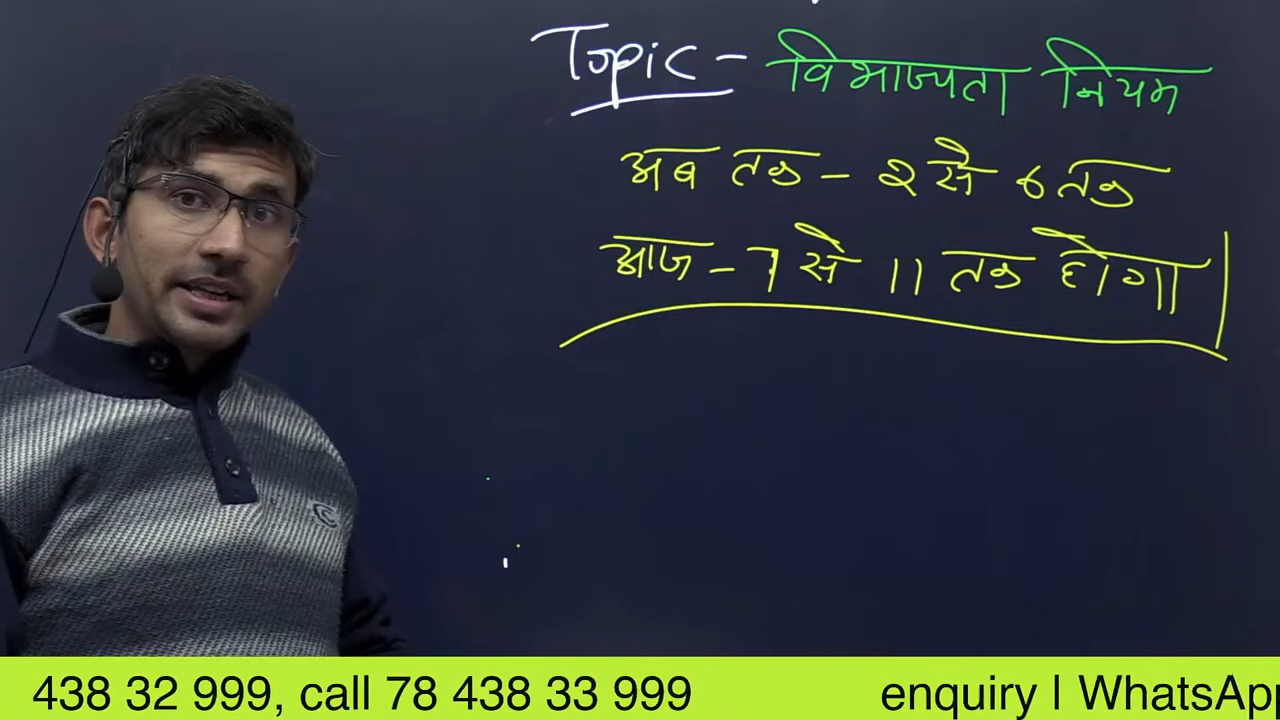 Topic - विभाज्यता नियम
अब तक - 2 से 6 तक
आज - 7 से 11 तक होगा
438 32 999, call 78 438 33 999 enquiry I WhatsApp